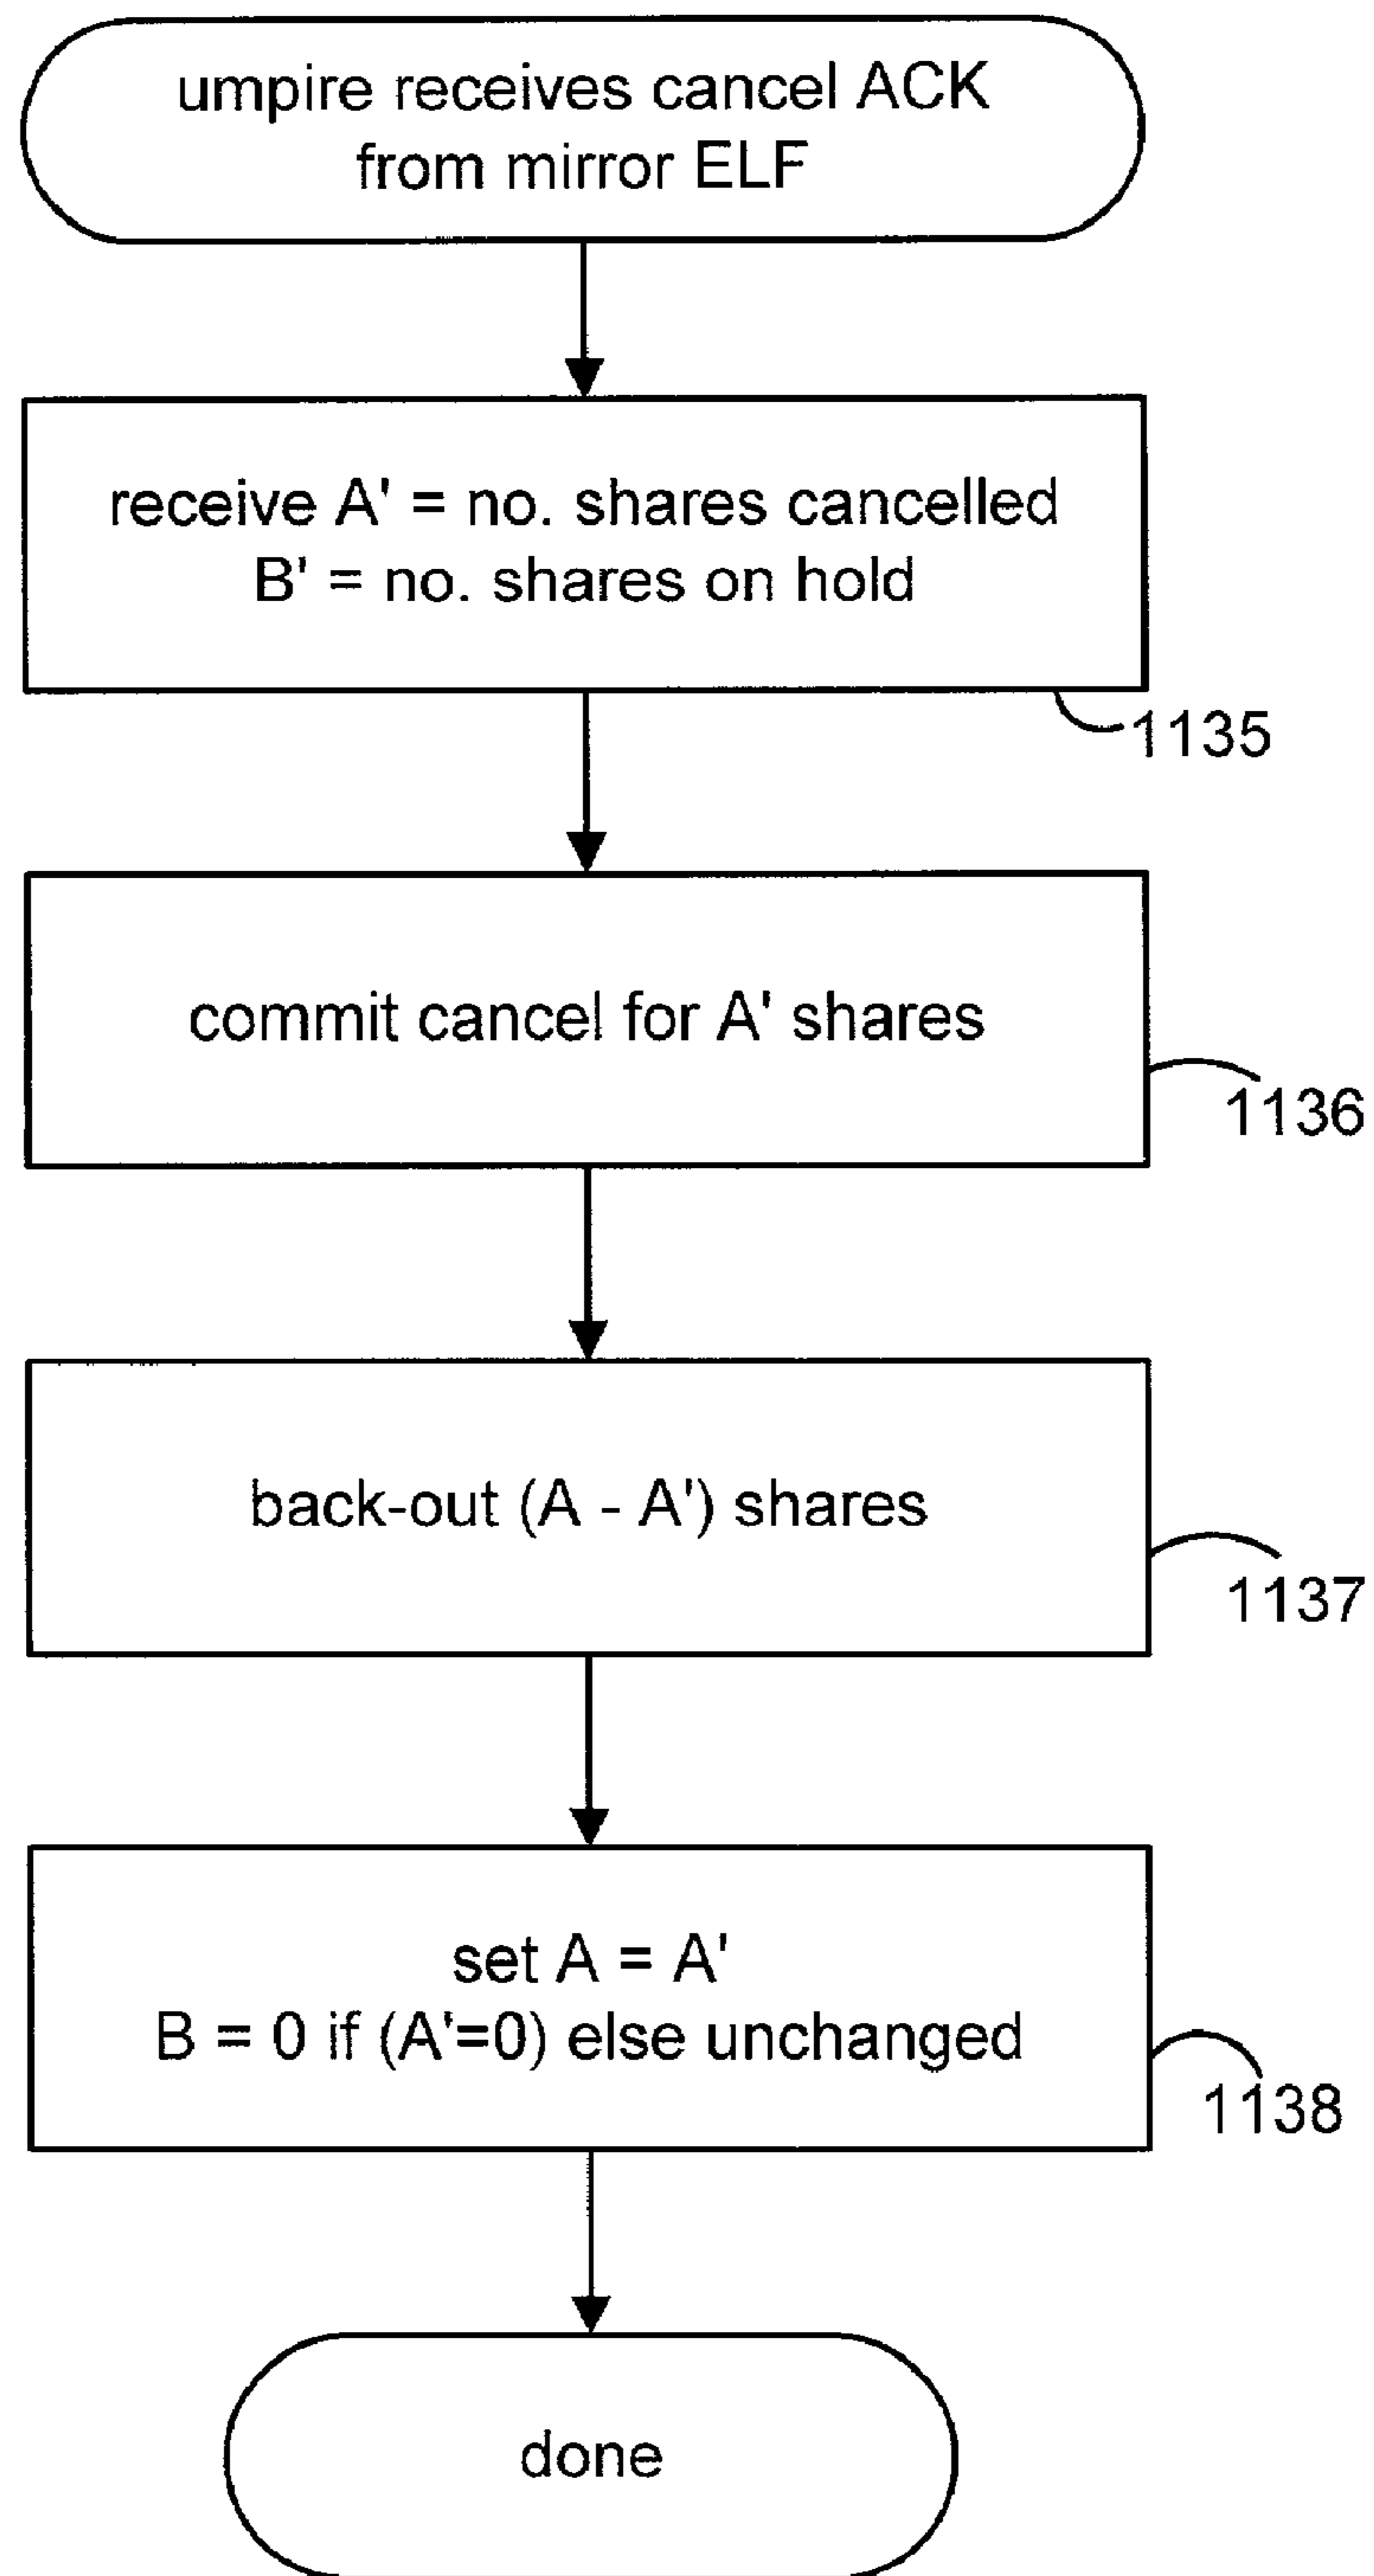 umpire receives cancel ACK
from mirror ELF
receive A' = no. shares cancelled
B' = no. shares on hold
1135
commit cancel for A' shares
1136
back-out (A - A') shares
1137
set A = A'
B = 0 if (A'=0) else unchanged
1138
done